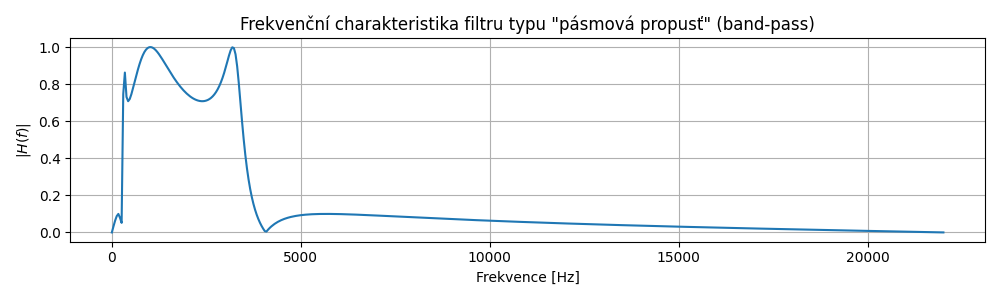 Frekvenční charakteristika filtru typu "pásmová propusť" (band-pass)
1.0
0.8
0.6
0.4
0.2
0.0
|H(f)|
0 5000 10000 15000 20000
Frekvence [Hz]